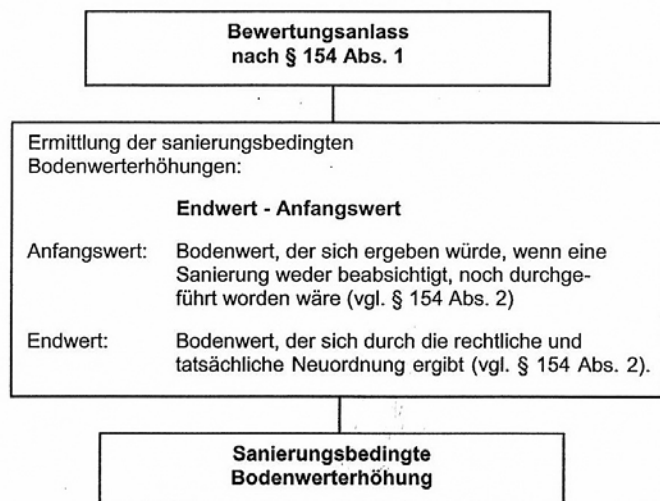 Bewertungsanlass
nach § 154 Abs. 1
Ermittlung der sanierungsbedingten
Bodenwerterhöhungen:
Endwert - Anfangswert
Anfangswert: Bodenwert, der sich ergeben würde, wenn eine
Sanierung weder beabsichtigt, noch durchge-
führt worden wäre (vgl. § 154 Abs. 2)
Endwert: Bodenwert, der sich durch die rechtliche und
tatsächliche Neuordnung ergibt (vgl. § 154 Abs. 2).
Sanierungsbedingte
Bodenwerterhöhung